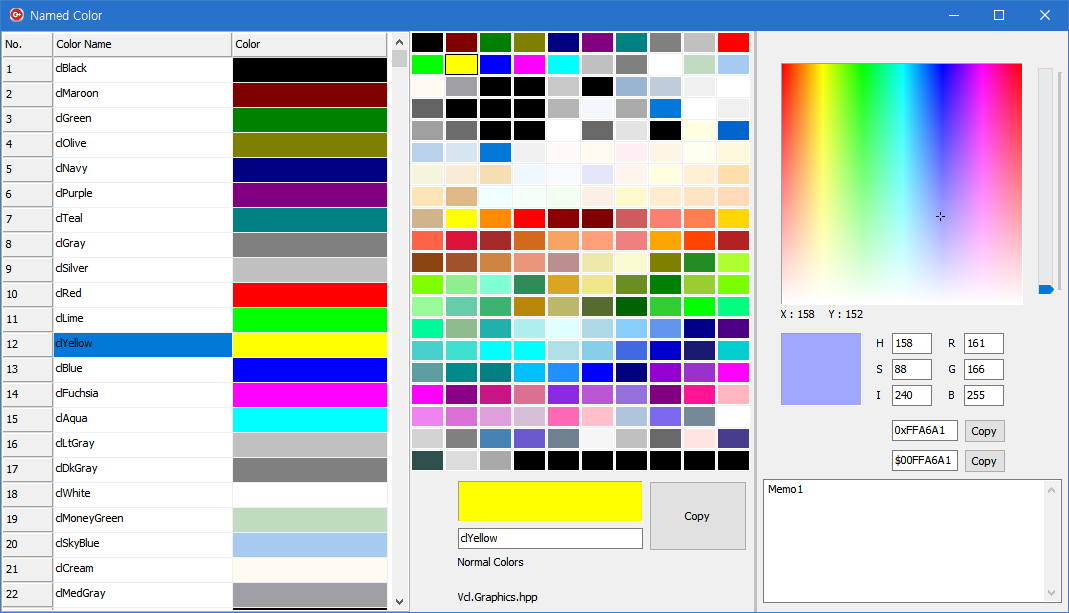 Named Color
No. Color Name Color
1 clBlack
2 clMaroon
3 clGreen
4 clOlive
5 clNavy
6 clPurple
7 clTeal
8 clGray
9 clSilver
10 clRed
11 clLime
12 clYellow
13 clBlue
14 clFuchsia
15 clAqua
16 clLtGray
17 clDkGray
18 clWhite
19 clMoneyGreen
20 clSkyBlue
21 clCream
22 clMedGray
clYellow
Copy
Normal Colors
Vcl.Graphics.hpp
X : 158 Y : 152
H 158 R 161
S 88 G 166
I 240 B 255
0xFFA6A1 Copy
$00FFA6A1 Copy
Memo1